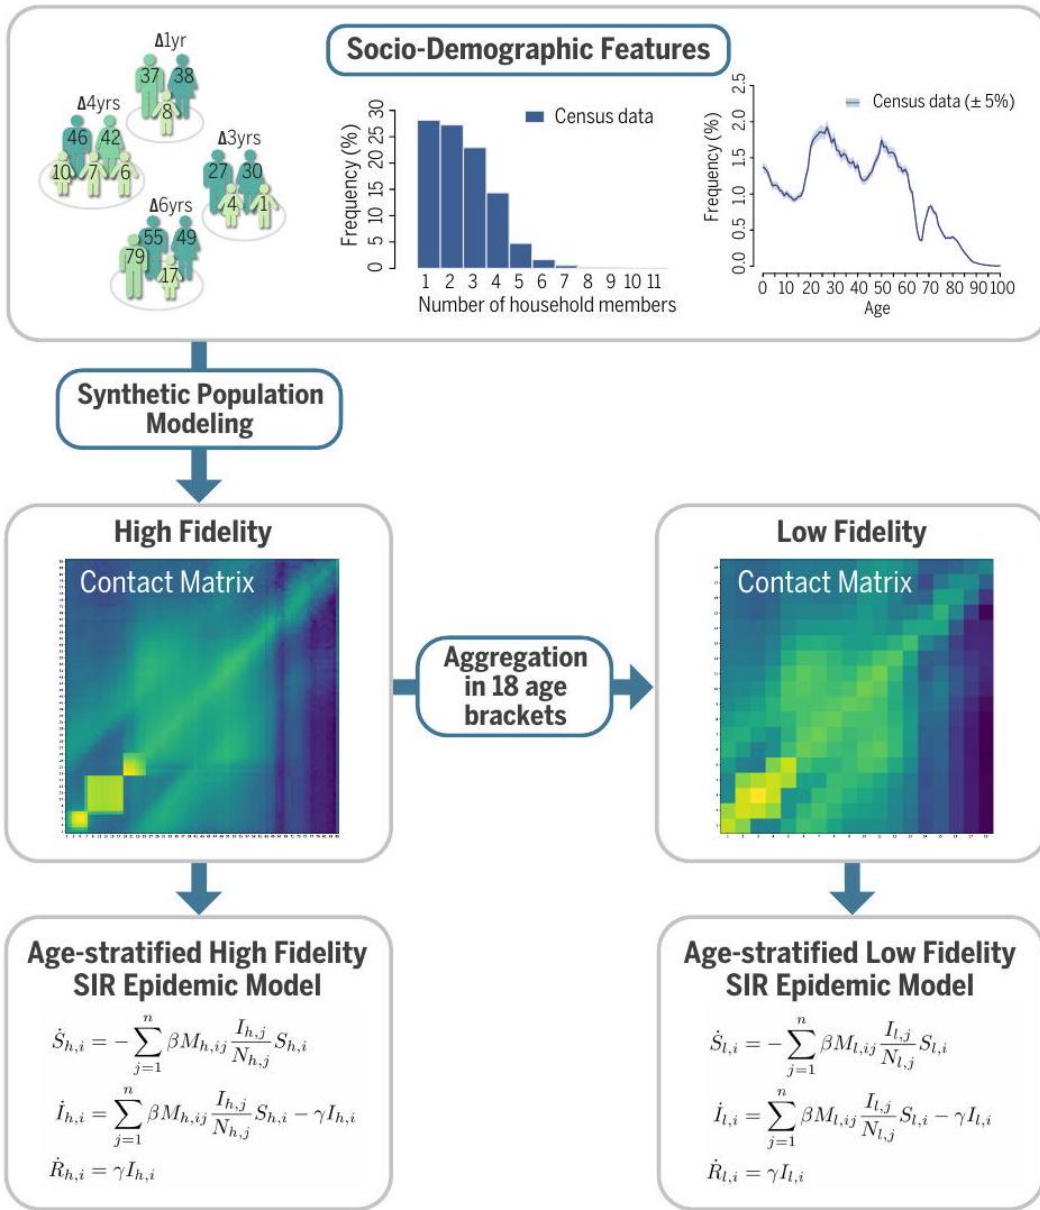 Socio-Demographic Features
Δ1yr
37 38
8
Δ4yrs
46 42
10 7 6
Δ3yrs
27 30
4 1
Δ6yrs
55 49
79
17
Census data
Frequency (%)
0 5 10 15 20 25 30
1 2 3 4 5 6 7 8 9 10 11
Number of household members
Census data (± 5%)
Frequency (%)
0.0 0.5 1.0 1.5 2.0 2.5
0 10 20 30 40 50 60 70 80 90 100
Age
Synthetic Population
Modeling
High Fidelity
Contact Matrix
Aggregation
in 18 age
brackets
Low Fidelity
Contact Matrix
Age-stratified High Fidelity
SIR Epidemic Model
Ṡ_{h,i} = −∑_{j=1}^{n} βM_{h,ij} I_{h,j}/N_{h,j} S_{h,i}
İ_{h,i} = ∑_{j=1}^{n} βM_{h,ij} I_{h,j}/N_{h,j} S_{h,i} − γI_{h,i}
Ṙ_{h,i} = γI_{h,i}
Age-stratified Low Fidelity
SIR Epidemic Model
Ṡ_{l,i} = −∑_{j=1}^{n} βM_{l,ij} I_{l,j}/N_{l,j} S_{l,i}
İ_{l,i} = ∑_{j=1}^{n} βM_{l,ij} I_{l,j}/N_{l,j} S_{l,i} − γI_{l,i}
Ṙ_{l,i} = γI_{l,i}